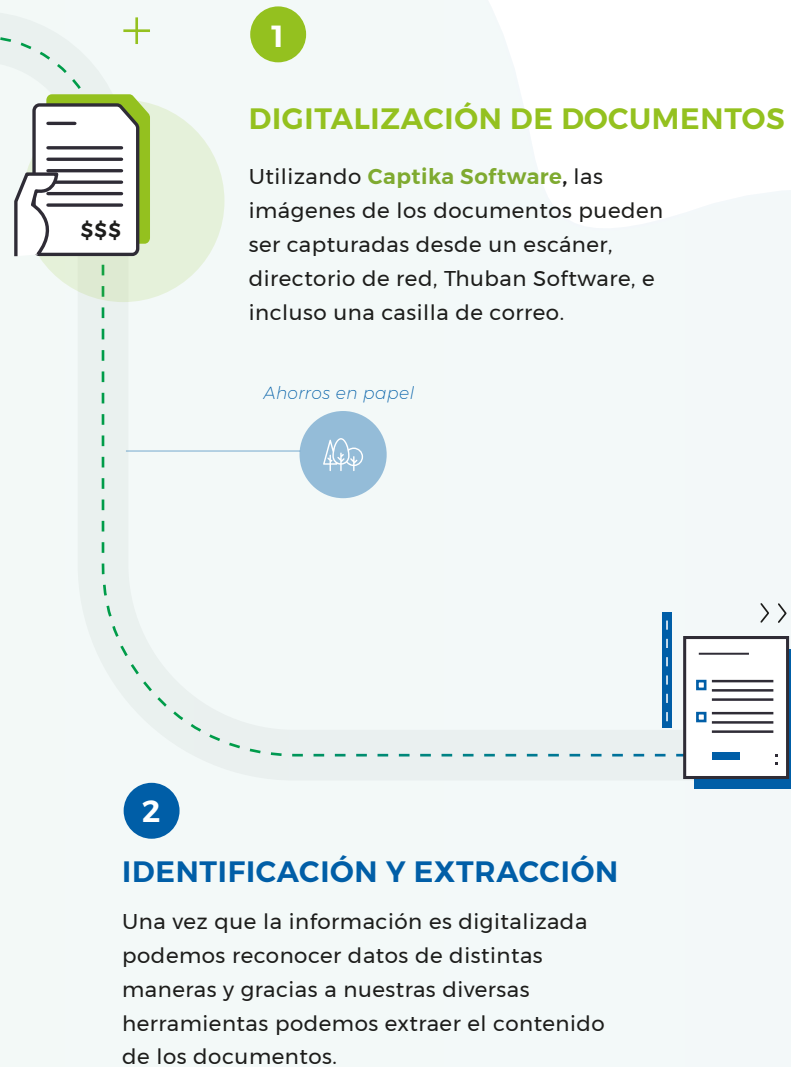 1
DIGITALIZACIÓN DE DOCUMENTOS
Utilizando Captika Software, las
imágenes de los documentos pueden
ser capturadas desde un escáner,
directorio de red, Thuban Software, e
incluso una casilla de correo.
$$$
Ahorros en papel
2
IDENTIFICACIÓN Y EXTRACCIÓN
Una vez que la información es digitalizada
podemos reconocer datos de distintas
maneras y gracias a nuestras diversas
herramientas podemos extraer el contenido
de los documentos.